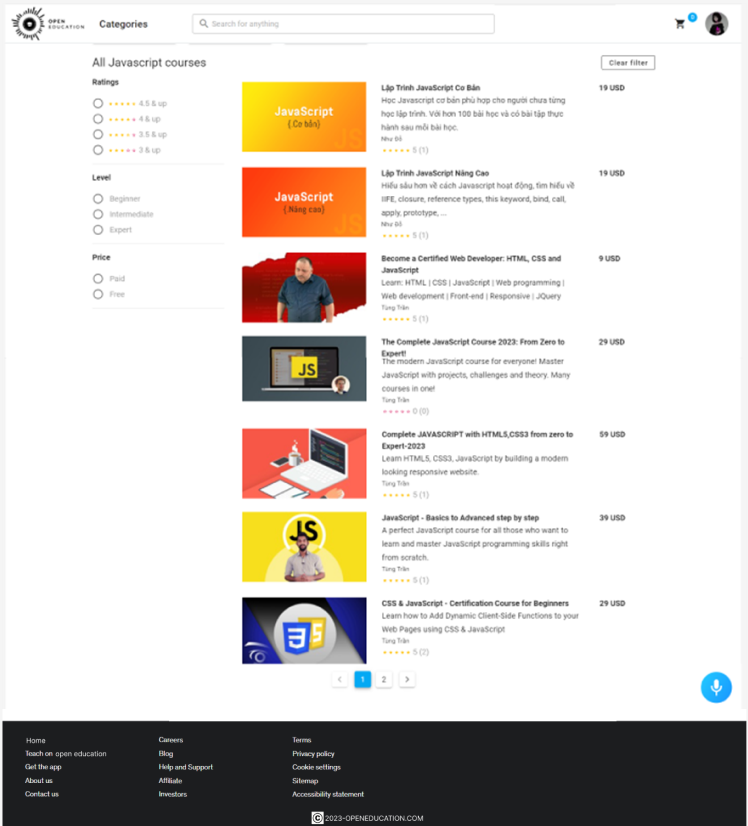 OPEN
EDUCATION
Categories
Search for anything
0
All Javascript courses
Clear filter
Ratings
4.5 & up
4 & up
3.5 & up
3 & up
Level
Beginner
Intermediate
Expert
Price
Paid
Free
JavaScript
{ Cơ bản }
JS
Lập Trình JavaScript Cơ Bản
19 USD
Học Javascript cơ bản phù hợp cho người chưa từng
học lập trình. Với hơn 100 bài học và có bài tập thực
hành sau mỗi bài học.
Như Đỗ
5 (1)
JavaScript
{ Nâng cao }
JS
Lập Trình JavaScript Nâng Cao
19 USD
Hiểu sâu hơn về cách Javascript hoạt động, tìm hiểu về
IIFE, closure, reference types, this keyword, bind, call,
apply, prototype, ...
Như Đỗ
5 (1)
Become a Certified Web Developer: HTML, CSS and
JavaScript
9 USD
Learn: HTML | CSS | JavaScript | Web programming |
Web development | Front-end | Responsive | JQuery
Tùng Trần
5 (1)
JS
The Complete JavaScript Course 2023: From Zero to
Expert!
29 USD
The modern JavaScript course for everyone! Master
JavaScript with projects, challenges and theory. Many
courses in one!
Tùng Trần
0 (0)
Complete JAVASCRIPT with HTML5,CSS3 from zero to
Expert-2023
59 USD
Learn HTML5, CSS3, JavaScript by building a modern
looking responsive website.
Tùng Trần
5 (1)
JS
JavaScript - Basics to Advanced step by step
39 USD
A perfect JavaScript course for all those who want to
learn and master JavaScript programming skills right
from scratch.
Tùng Trần
5 (1)
3 S
CSS & JavaScript - Certification Course for Beginners
29 USD
Learn how to Add Dynamic Client-Side Functions to your
Web Pages using CSS & JavaScript
Tùng Trần
5 (2)
< 1 2 >
Home
Teach on open education
Get the app
About us
Contact us
Careers
Blog
Help and Support
Affiliate
Investors
Terms
Privacy policy
Cookie settings
Sitemap
Accessibility statement
© 2023-OPENEDUCATION.COM